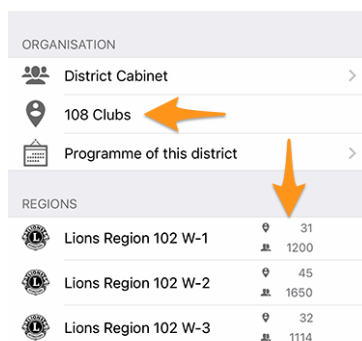 ORGANISATION
District Cabinet
108 Clubs
Programme of this district
REGIONS
Lions Region 102 W-1
31
1200
Lions Region 102 W-2
45
1650
Lions Region 102 W-3
32
1114